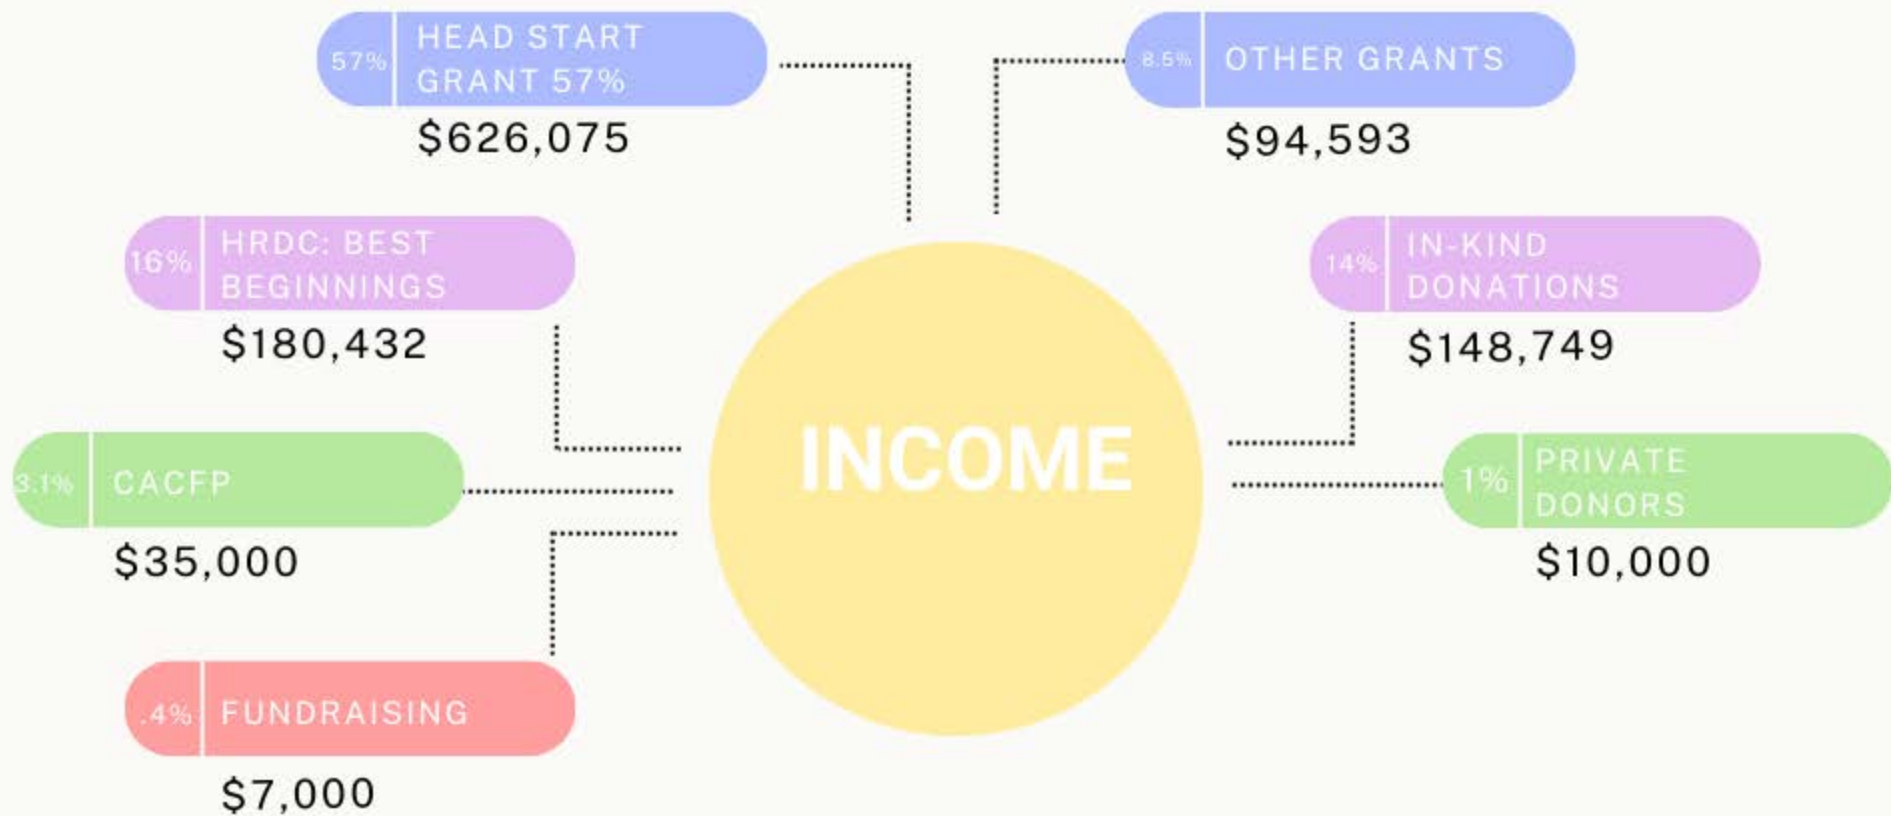 57%
HEAD START
GRANT 57%
$626,075
8.5%
OTHER GRANTS
$94,593
16%
HRDC: BEST
BEGINNINGS
$180,432
14%
IN-KIND
DONATIONS
$148,749
INCOME
3.1%
CACFP
$35,000
1%
PRIVATE
DONORS
$10,000
.4%
FUNDRAISING
$7,000